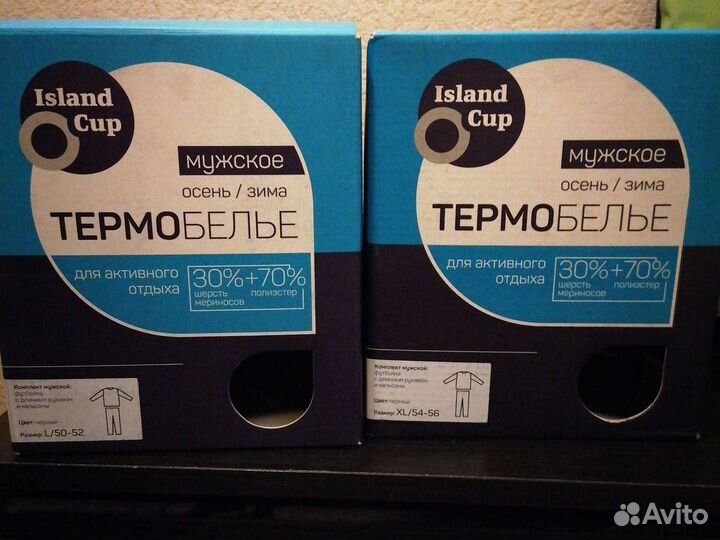 Island
Cup
МУЖСКОЕ
осень / зима
ТЕРМОБЕЛЬЕ
для активного
отдыха
30%+70%
шерсть
мериносов
полиэстер
Комплект мужской:
футболка
с длинным рукавом
и кальсоны
Цвет: черный
Размер: L/50-52
Island
Cup
МУЖСКОЕ
осень / зима
ТЕРМОБЕЛЬЕ
для активного
отдыха
30%+70%
шерсть
мериносов
полиэстер
Комплект мужской:
футболка
с длинным рукавом
и кальсоны
Цвет: черный
Размер: XL/54-56
Avito